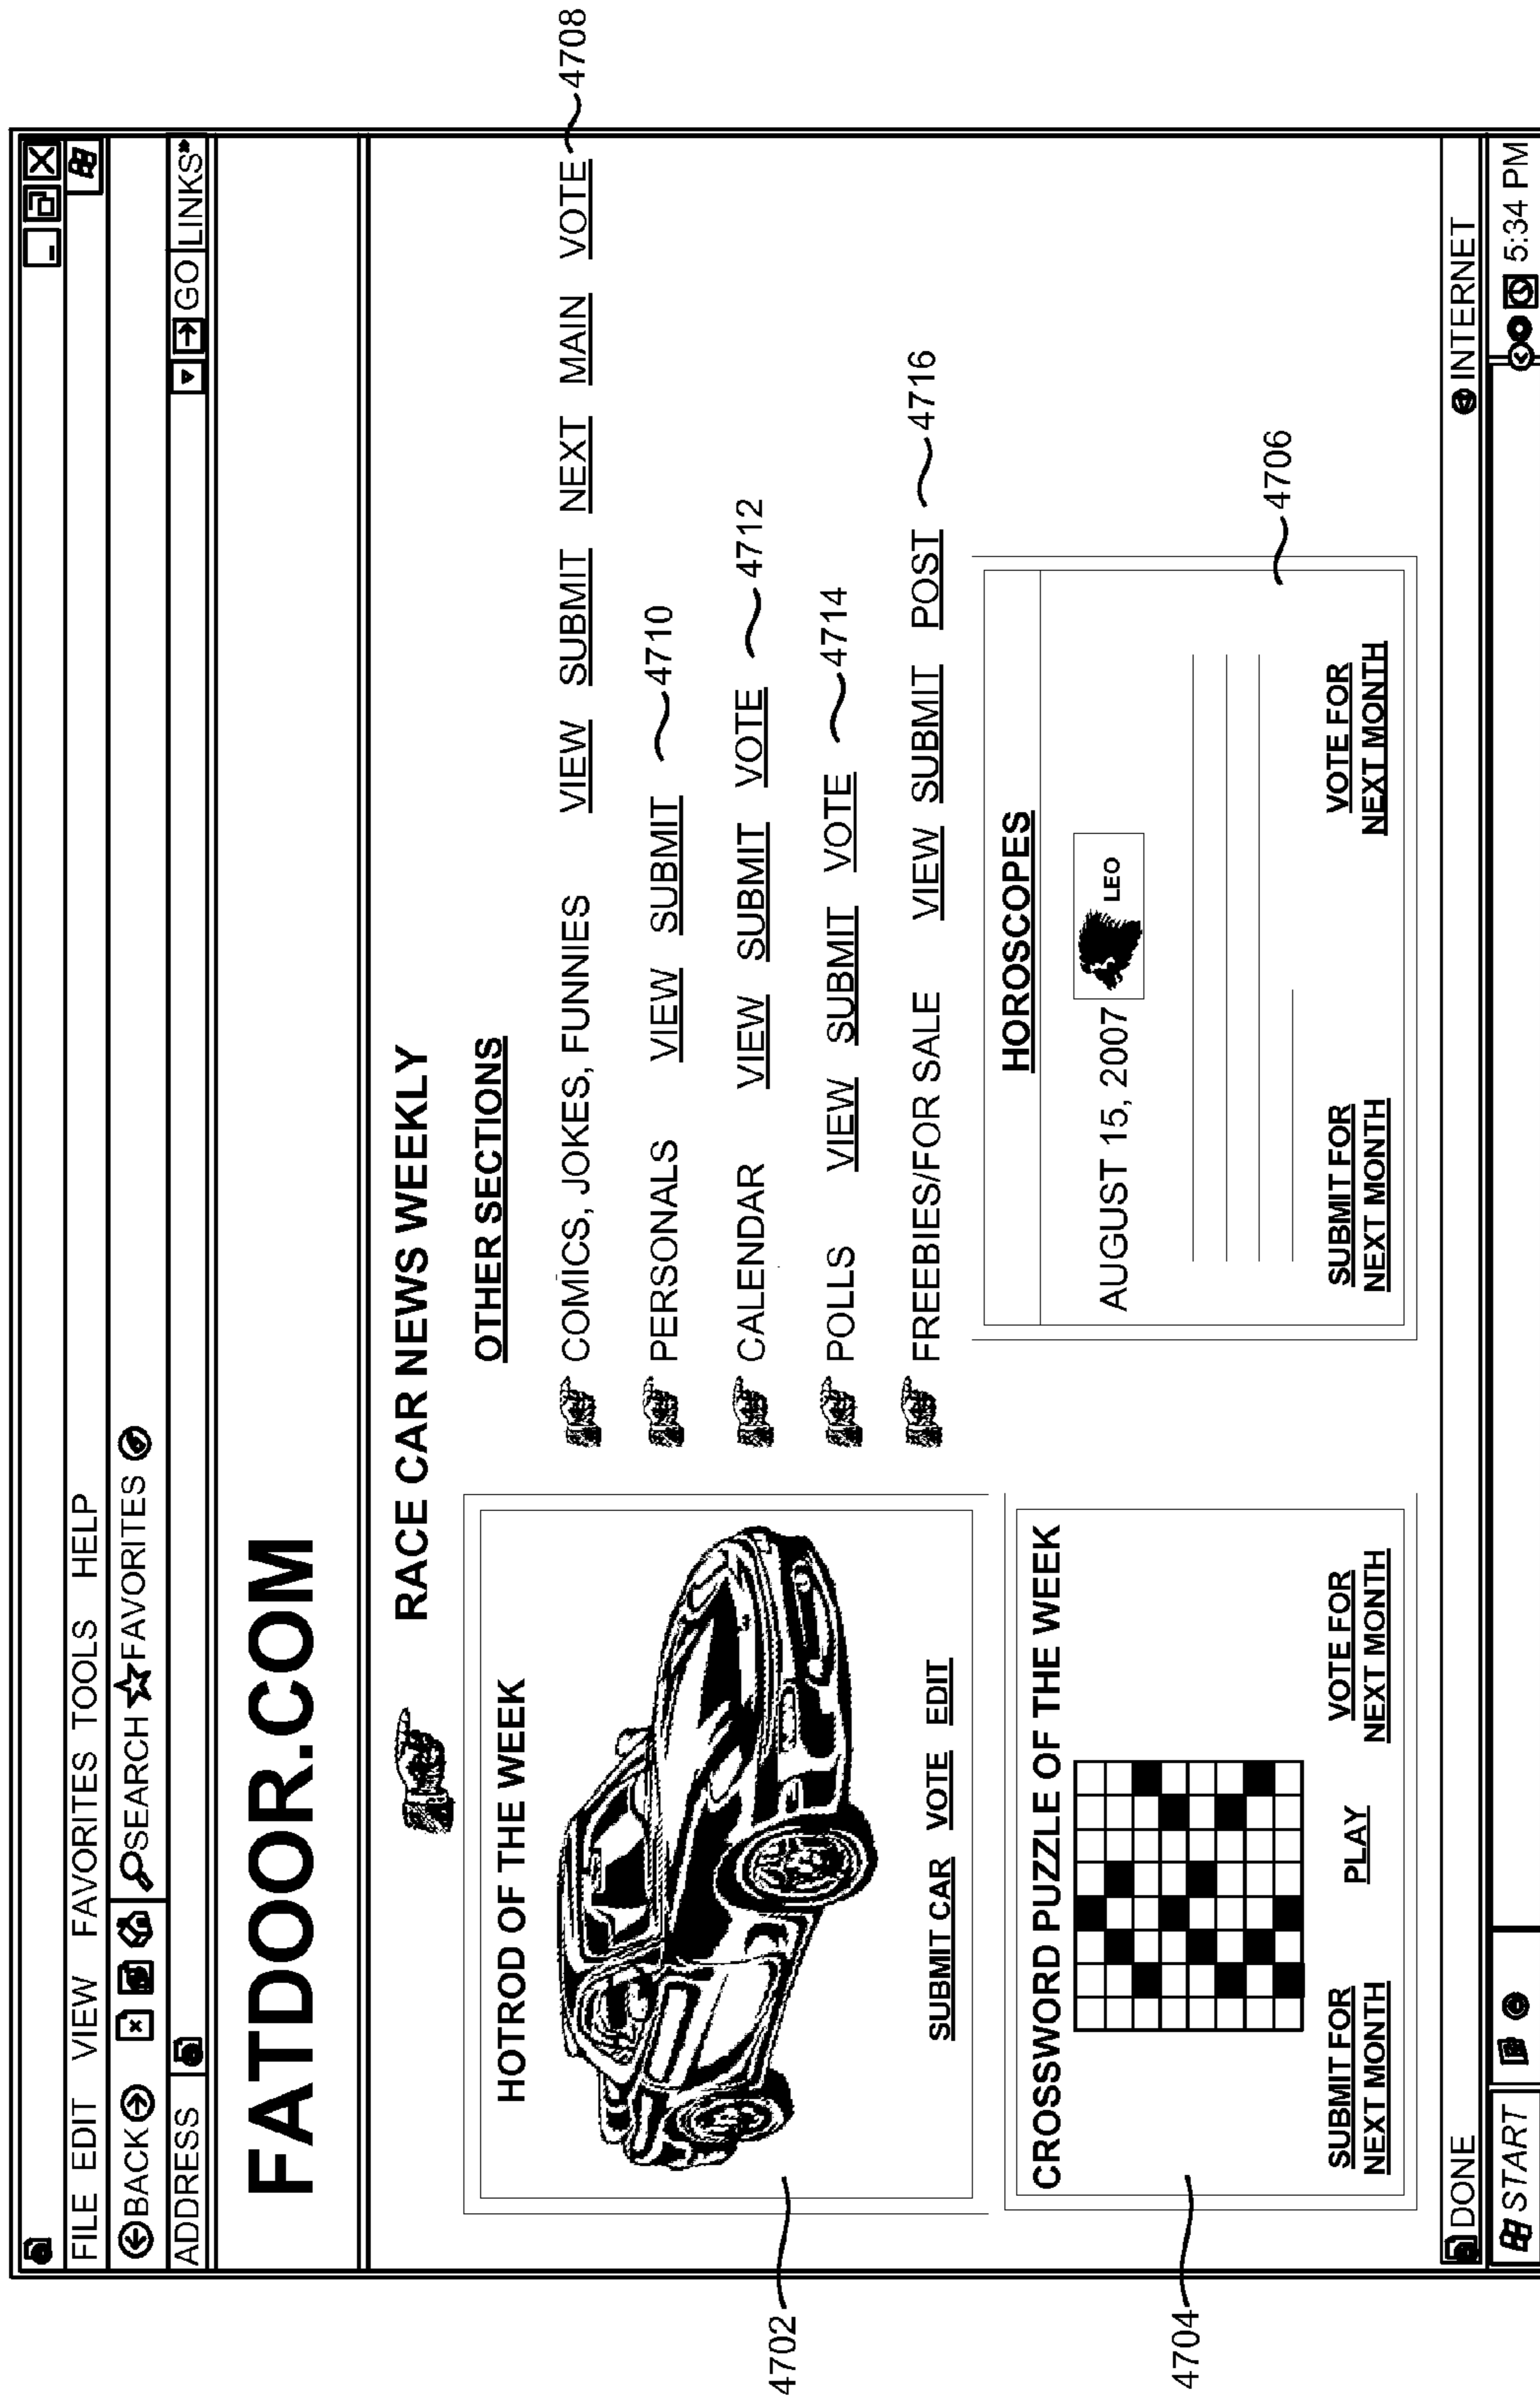 FILE EDIT VIEW FAVORITES TOOLS HELP
BACK SEARCH FAVORITES
ADDRESS GO LINKS»
FATDOOR.COM
RACE CAR NEWS WEEKLY
HOTROD OF THE WEEK
SUBMIT CAR VOTE EDIT
4702
OTHER SECTIONS
COMICS, JOKES, FUNNIES VIEW SUBMIT NEXT MAIN VOTE 4708
PERSONALS VIEW SUBMIT 4710
CALENDAR VIEW SUBMIT VOTE 4712
POLLS VIEW SUBMIT VOTE 4714
FREEBIES/FOR SALE VIEW SUBMIT POST 4716
CROSSWORD PUZZLE OF THE WEEK
SUBMIT FOR
NEXT MONTH
PLAY
VOTE FOR
NEXT MONTH
4704
HOROSCOPES
AUGUST 15, 2007 LEO
SUBMIT FOR
NEXT MONTH
VOTE FOR
NEXT MONTH
4706
DONE INTERNET
START 5:34 PM